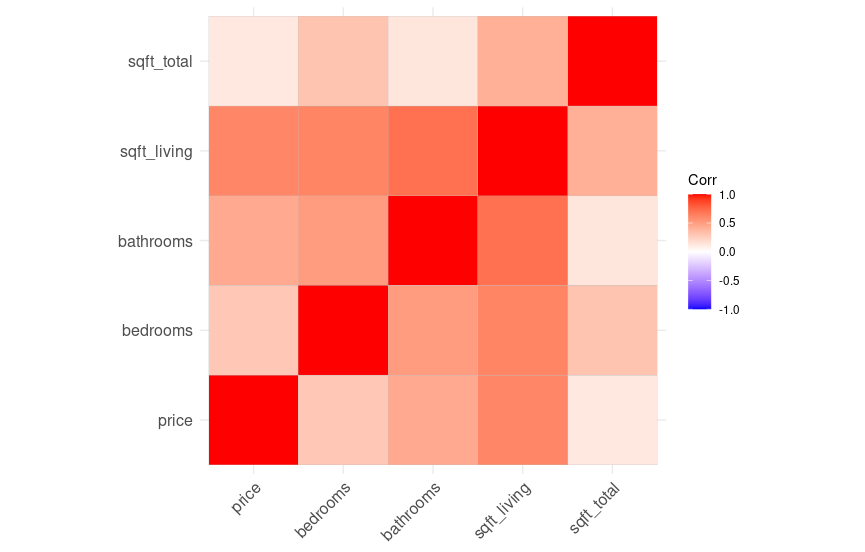 sqft_total
sqft_living
bathrooms
bedrooms
price
price
bedrooms
bathrooms
sqft_living
sqft_total
Corr
1.0
0.5
0.0
-0.5
-1.0